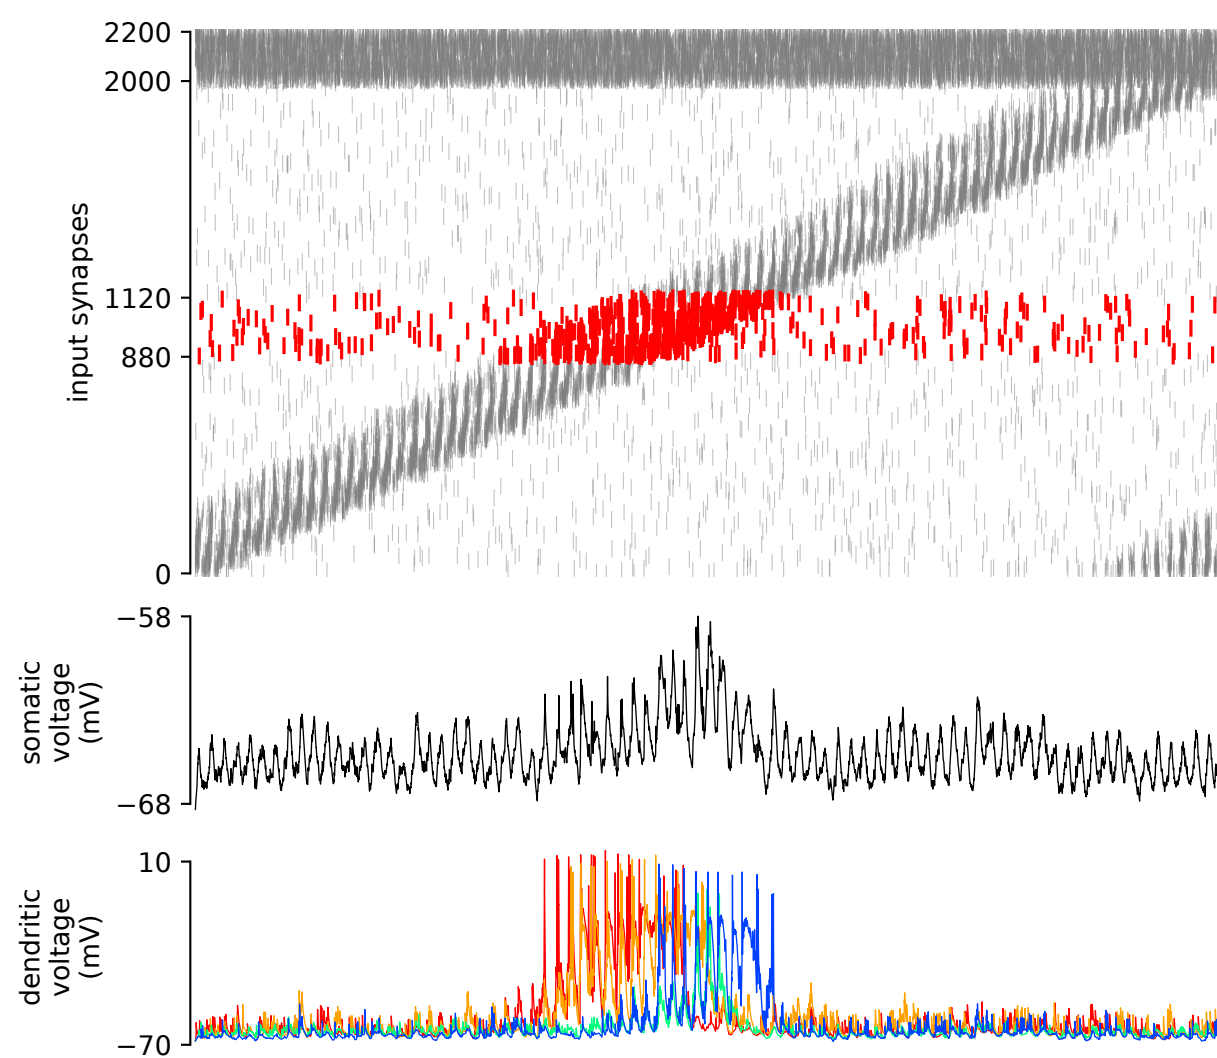 2200
2000
1120
880
0
input synapses
−58
−68
somatic
voltage
(mV)
10
−70
dendritic
voltage
(mV)